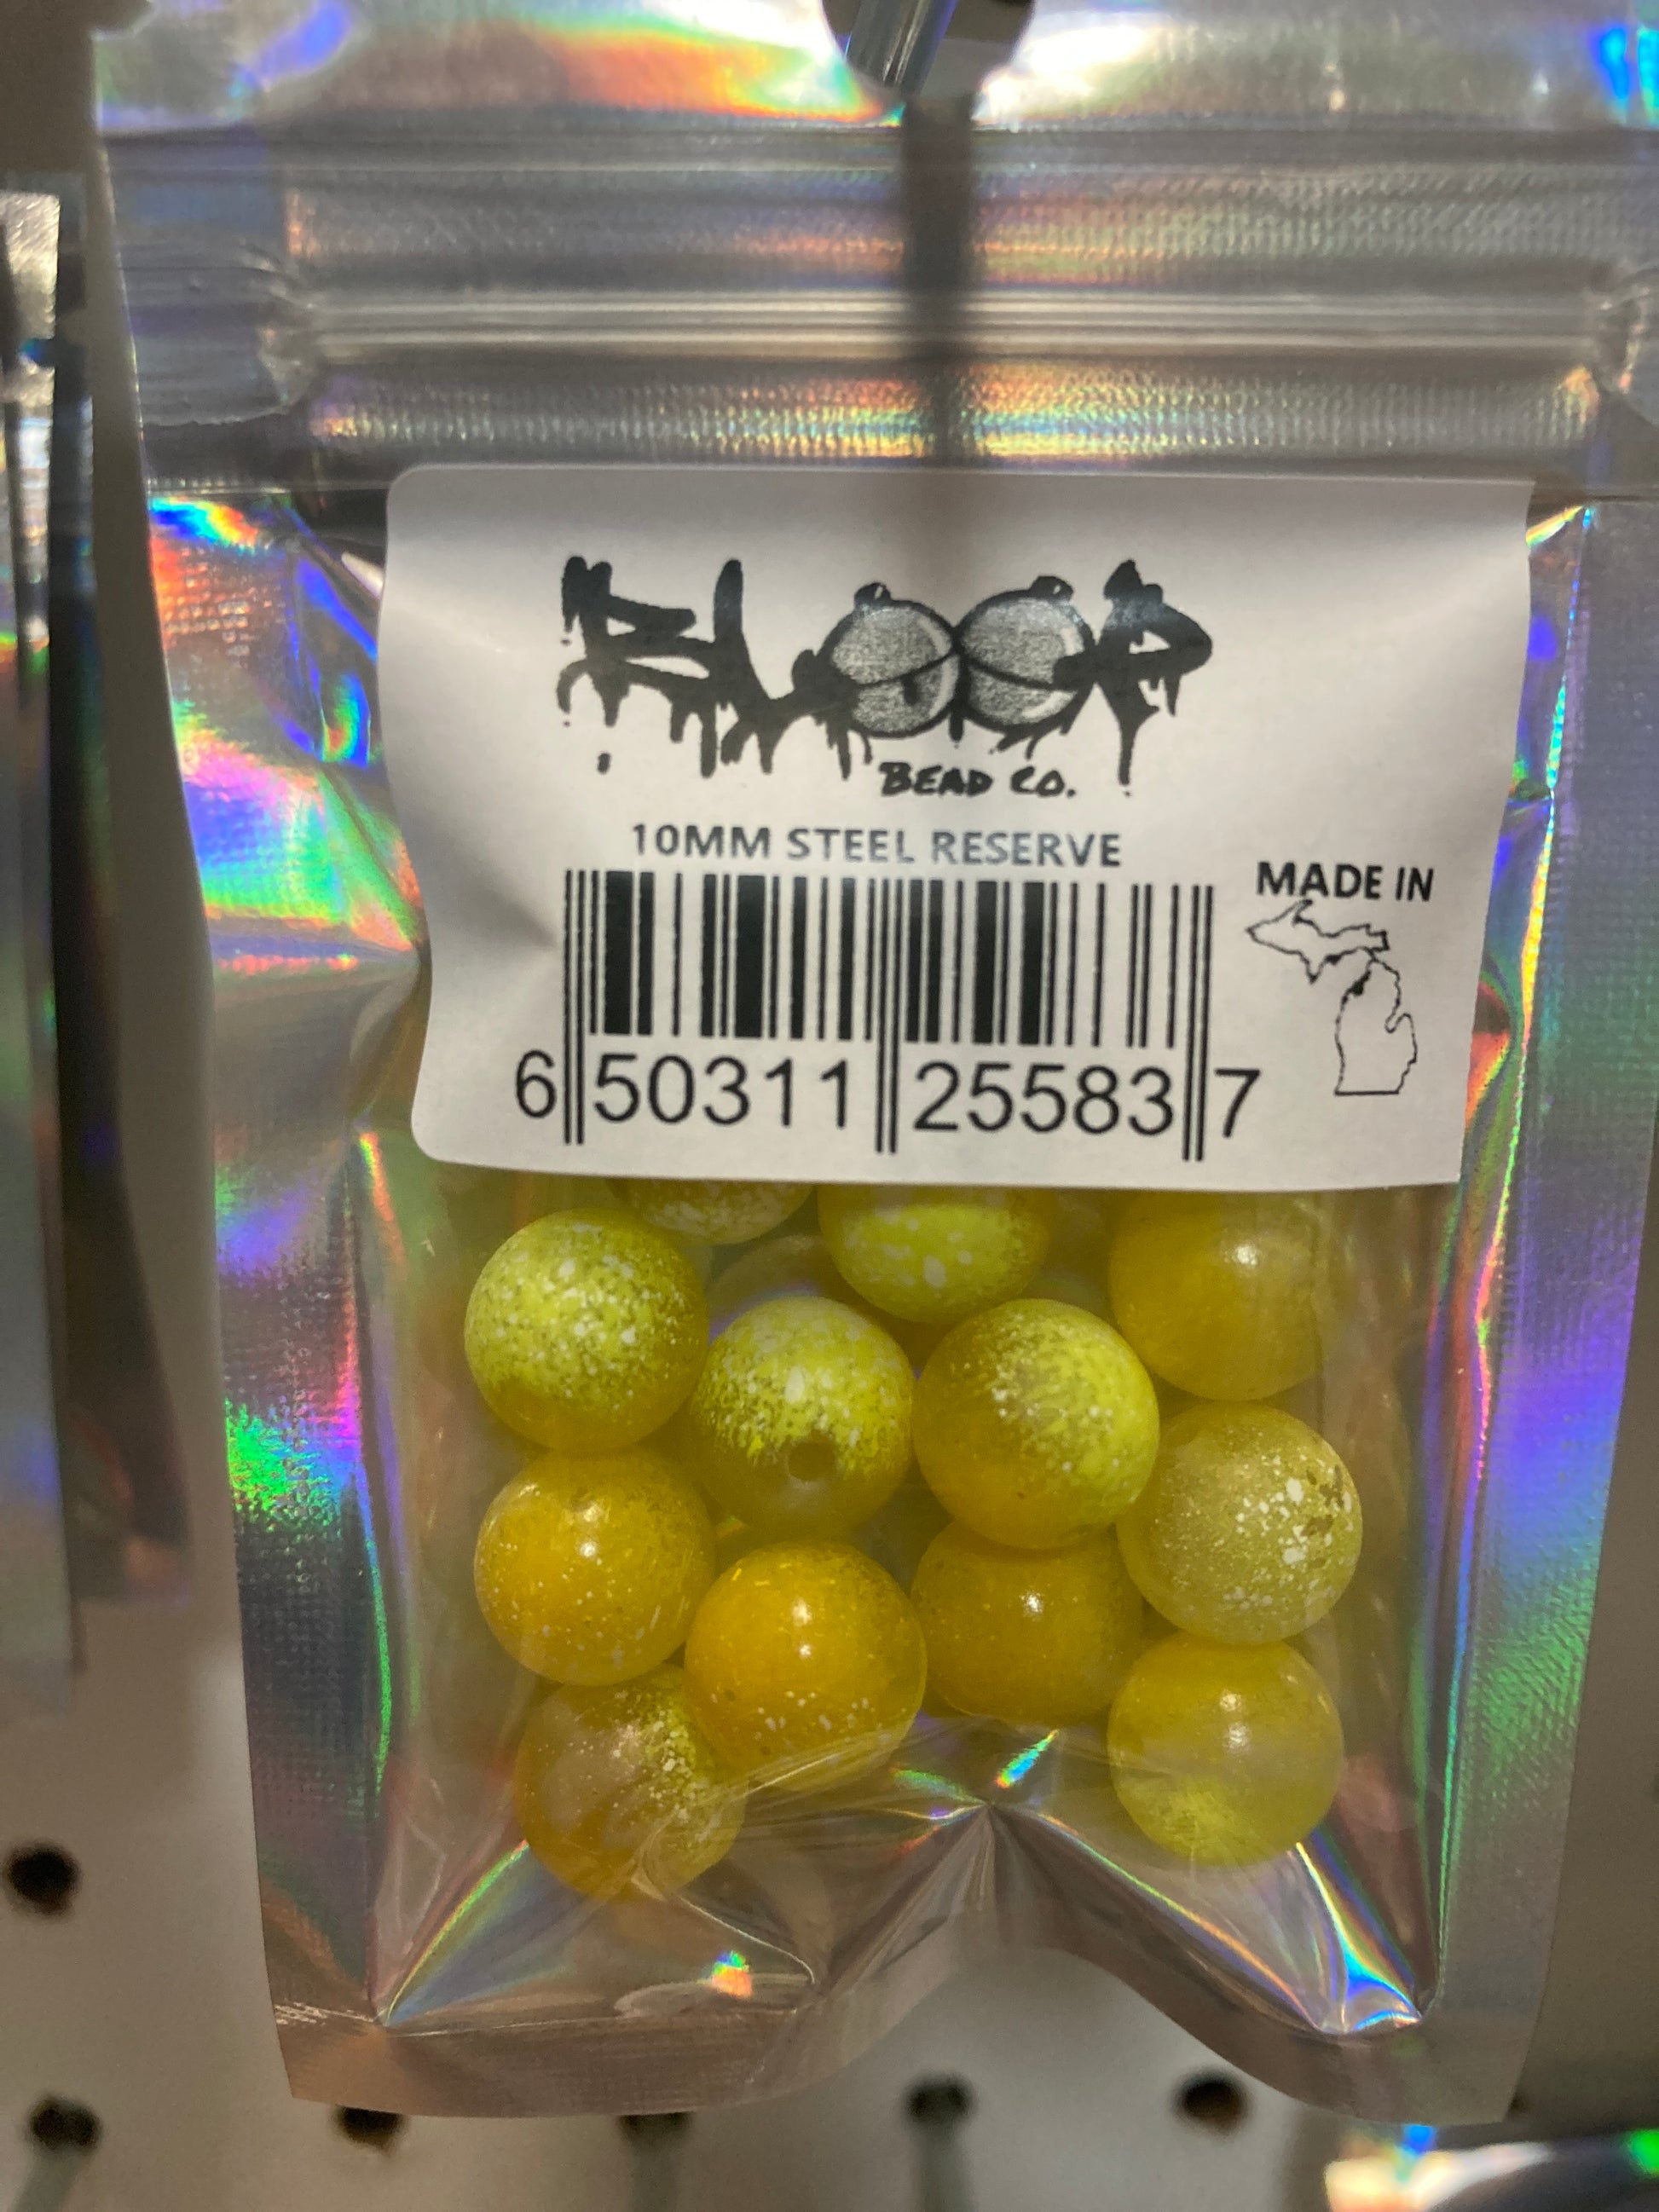 BLOOP
BEAD CO.
10MM STEEL RESERVE
MADE IN
6 50311 25583 7